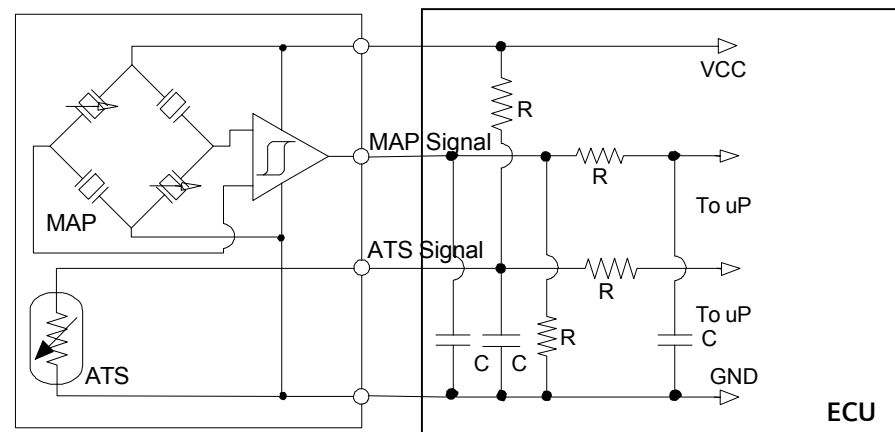 VCC
R
MAP Signal
R
MAP
To uP
ATS Signal
R
To uP
C
C
R
C
ATS
GND
ECU